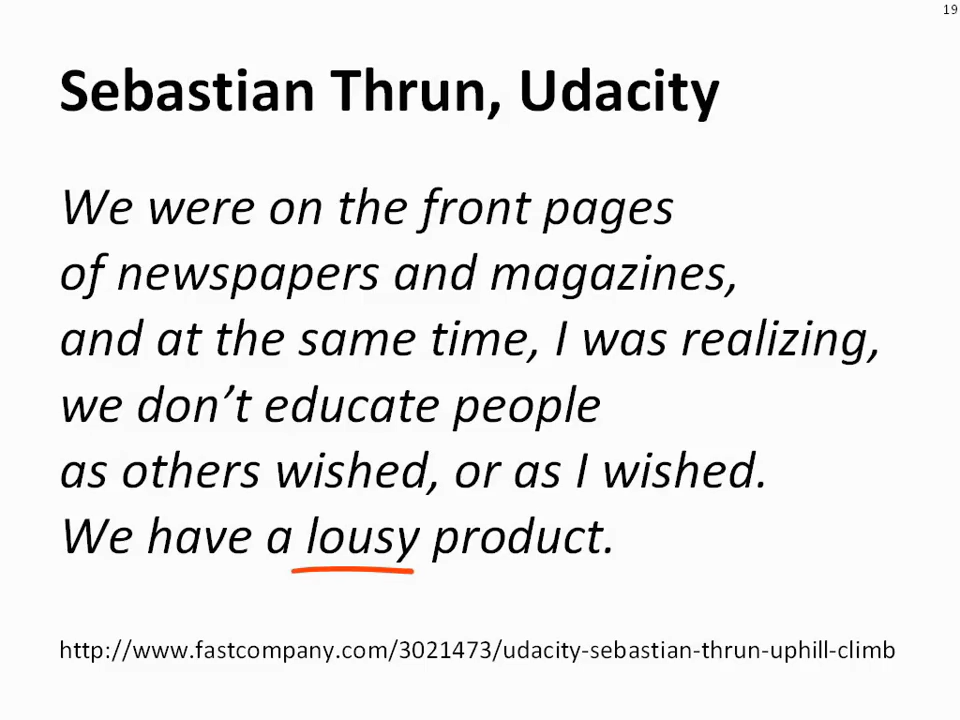 19
Sebastian Thrun, Udacity
We were on the front pages
of newspapers and magazines,
and at the same time, I was realizing,
we don’t educate people
as others wished, or as I wished.
We have a lousy product.
http://www.fastcompany.com/3021473/udacity-sebastian-thrun-uphill-climb